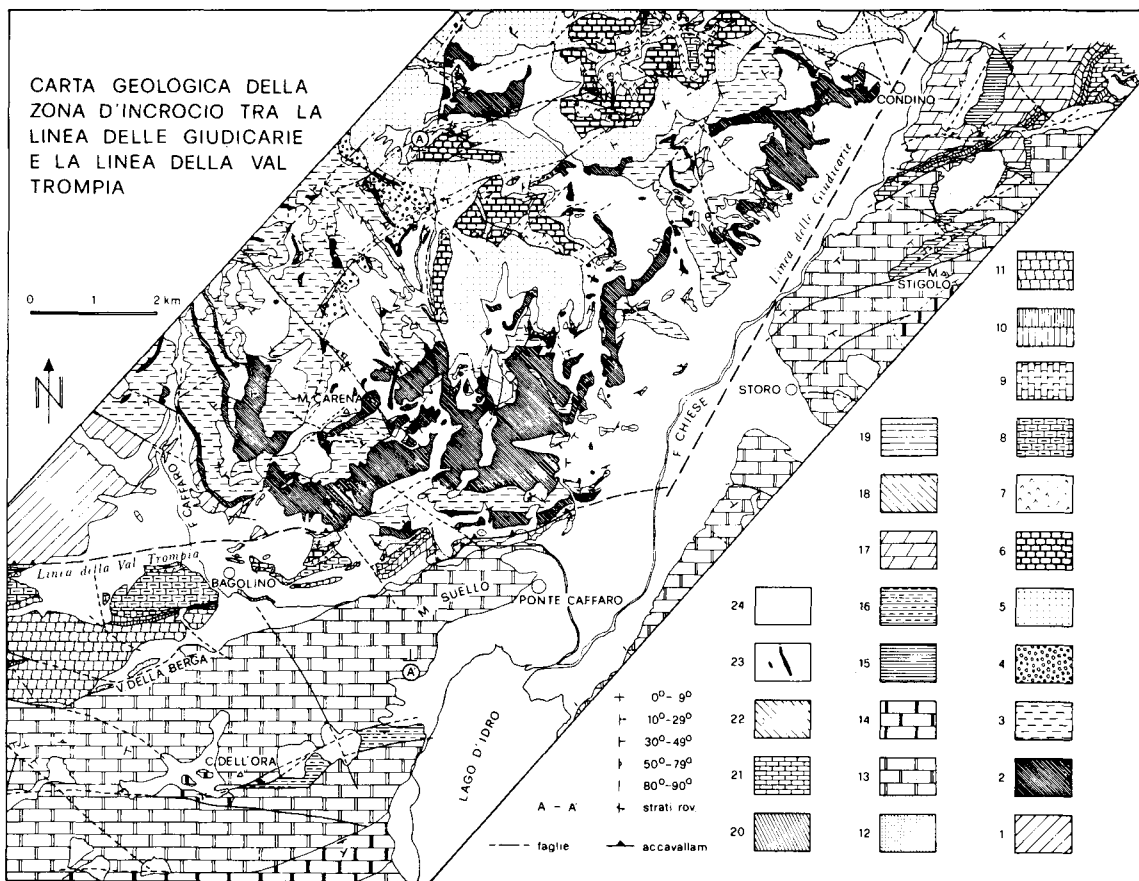 CARTA GEOLOGICA DELLA
ZONA D'INCROCIO TRA LA
LINEA DELLE GIUDICARIE
E LA LINEA DELLA VAL
TROMPIA
0 1 2 km
N
A
CONDINO
Linea delle Giudicarie
M. STIGOLO
STORO
F. CHIESE
M. CARENA
F. CAFFARO
Linea della Val Trompia
BAGOLINO
M. SUELLO
PONTE CAFFARO
V. DELLA BERGA
A'
C. DELL'ORA
LAGO D'IDRO
11
10
9
19
8
18
7
17
6
24
16
5
23
15
4
22
14
3
21
13
2
20
12
1
0° - 9°
10° - 29°
30° - 49°
50° - 79°
80° - 90°
A - A' strati rov.
faglie accavallam